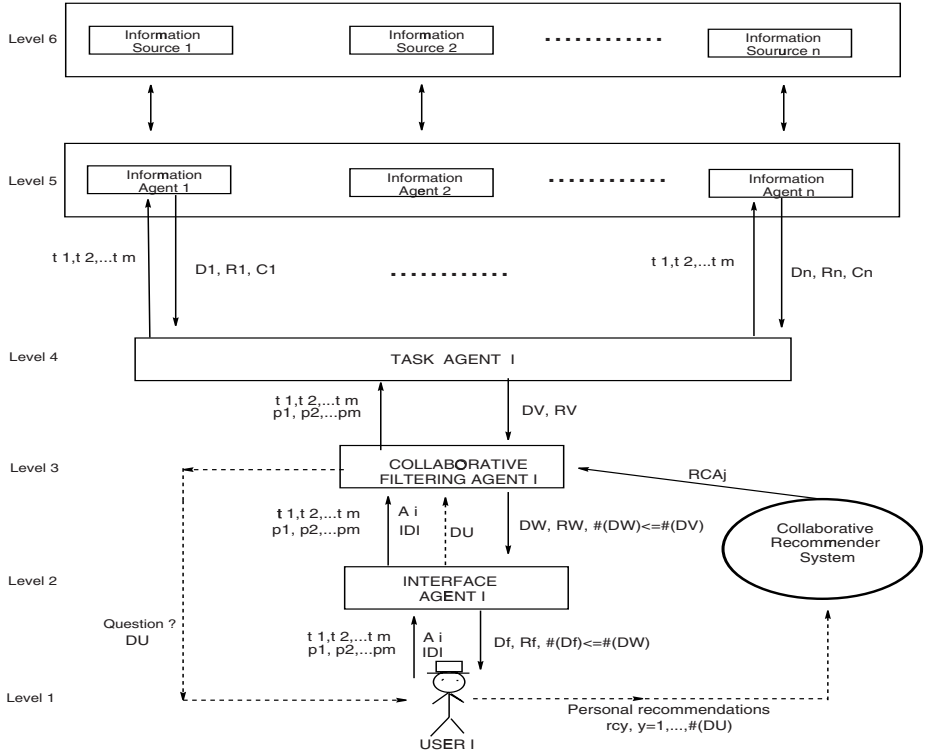 Level 6
Information
Source 1
Information
Source 2
Information
Soururce n
Level 5
Information
Agent 1
Information
Agent 2
Information
Agent n
t 1,t 2,...t m
D1, R1, C1
t 1,t 2,...t m
Dn, Rn, Cn
Level 4
TASK AGENT I
t 1,t 2,...t m
p1, p2,...pm
DV, RV
Level 3
COLLABORATIVE
FILTERING AGENT I
RCAj
t 1,t 2,...t m
p1, p2,...pm
A i
IDI
DU
DW, RW, #(DW)<=#(DV)
Collaborative
Recommender
System
Level 2
INTERFACE
AGENT I
Question ?
DU
t 1,t 2,...t m
p1, p2,...pm
A i
IDI
Df, Rf, #(Df)<=#(DW)
Level 1
Personal recommendations
rcy, y=1,...,#(DU)
USER I